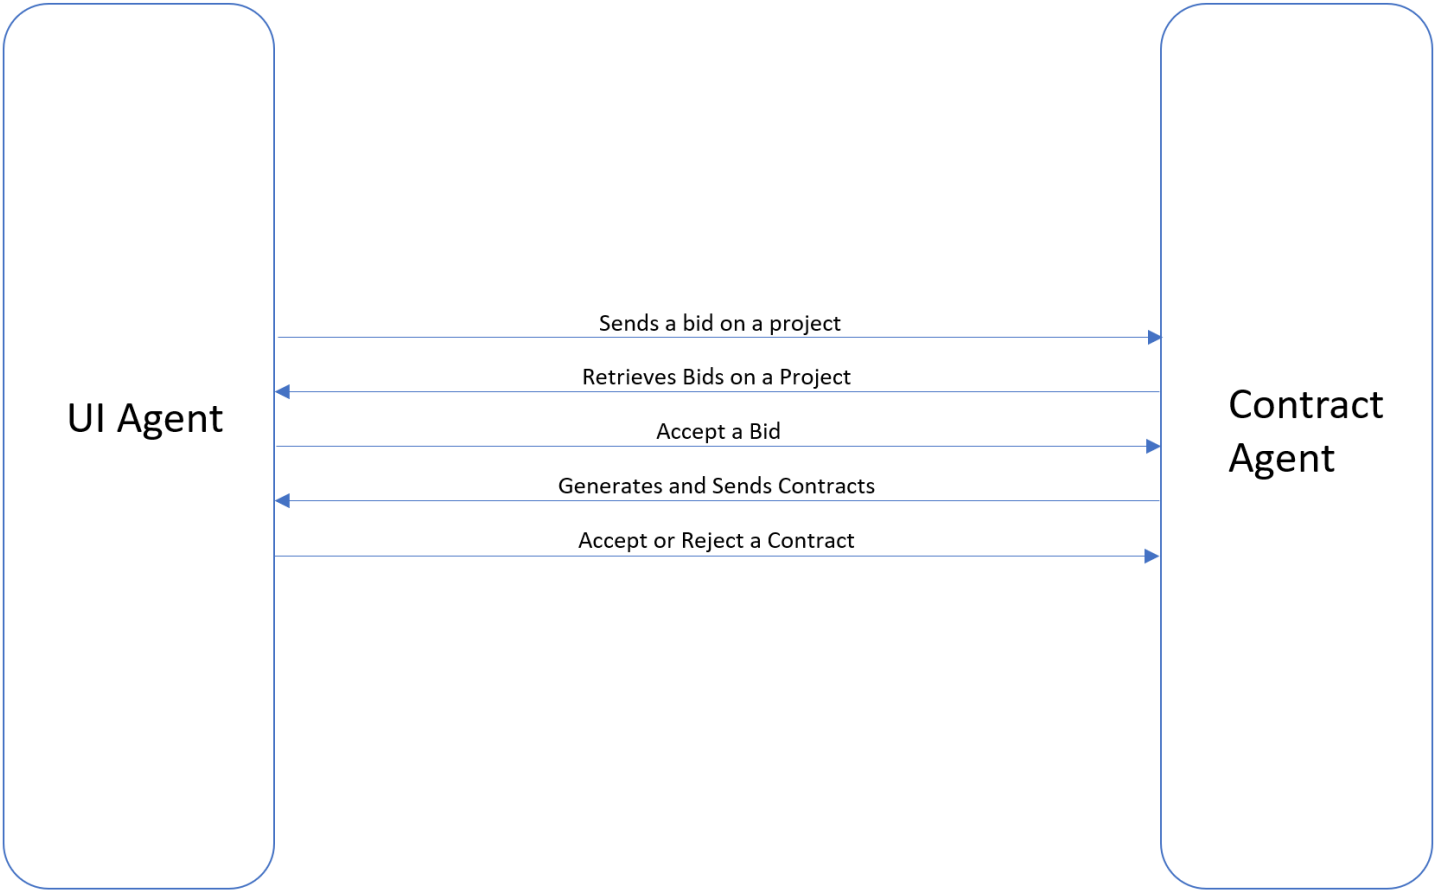 Sends a bid on a project
Retrieves Bids on a Project
UI Agent
Accept a Bid
Generates and Sends Contracts
Accept or Reject a Contract
Contract
Agent